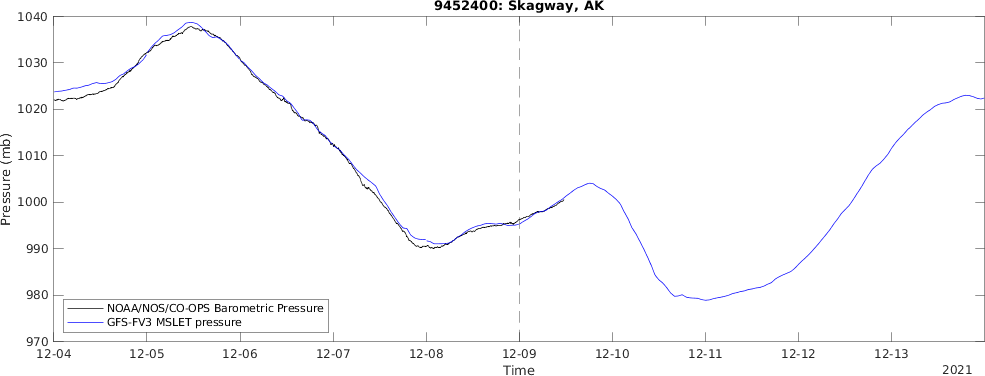 9452400: Skagway, AK
Pressure (mb)
1040
1030
1020
1010
1000
990
980
970
NOAA/NOS/CO-OPS Barometric Pressure
GFS-FV3 MSLET pressure
12-04 12-05 12-06 12-07 12-08 12-09 12-10 12-11 12-12 12-13
Time
2021